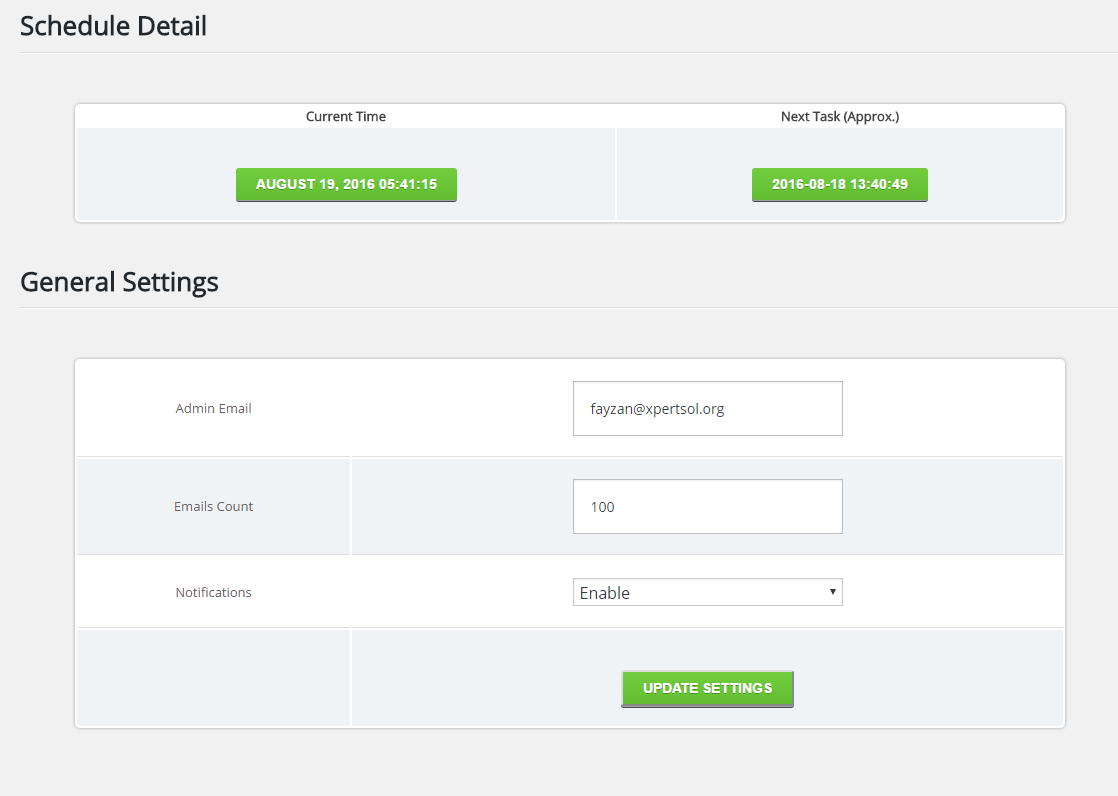 Schedule Detail
Current Time Next Task (Approx.)
AUGUST 19, 2016 05:41:15 2016-08-18 13:40:49
General Settings
Admin Email fayzan@xpertsol.org
Emails Count 100
Notifications Enable
UPDATE SETTINGS